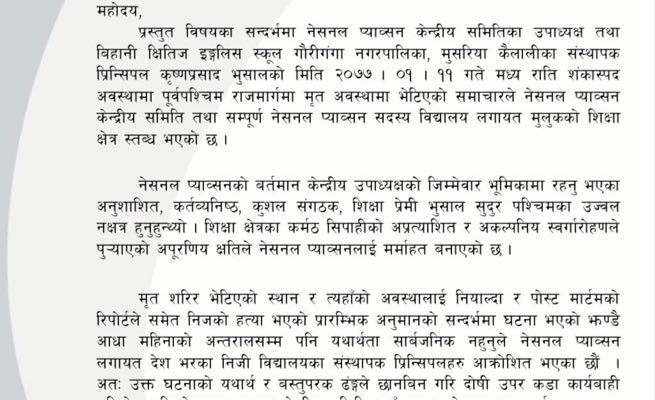 महोदय,
प्रस्तुत विषयका सन्दर्भमा नेसनल प्याव्सन केन्द्रीय समितिका उपाध्यक्ष तथा
बिहानी क्षितिज इङ्गलिस स्कूल गौरीगंगा नगरपालिका, मुसरिया कैलालीका संस्थापक
प्रिन्सिपल कृष्णप्रसाद भुसालको मिति २०७७ । ०१ । ११ गते मध्य राति शंकास्पद
अवस्थामा पूर्वपश्चिम राजमार्गमा मृत अवस्थामा भेटिएको समाचारले नेसनल प्याव्सन
केन्द्रीय समिति तथा सम्पूर्ण नेसनल प्याव्सन सदस्य विद्यालय लगायत मुलुकको शिक्षा
क्षेत्र स्तब्ध भएको छ ।
नेसनल प्याव्सनको बर्तमान केन्द्रीय उपाध्यक्षको जिम्मेवार भूमिकामा रहनु भएका
अनुशाशित, कर्तव्यनिष्ठ, कुशल संगठक, शिक्षा प्रेमी भुसाल सुदुर पश्चिमका उज्वल
नक्षत्र हुनुहुन्थ्यो । शिक्षा क्षेत्रका कर्मठ सिपाहीको अप्रत्याशित र अकल्पनिय स्वर्गारोहणले
पुऱ्याएको अपूरणिय क्षतिले नेसनल प्याव्सनलाई मर्माहत बनाएको छ ।
मृत शरिर भेटिएको स्थान र त्यहाँको अवस्थालाई नियाल्दा र पोस्ट मार्टमको
रिपोर्टले समेत निजको हत्या भएको प्रारम्भिक अनुमानको सन्दर्भमा घटना भएको झण्डै
आधा महिनाको अन्तरालसम्म पनि यथार्थता सार्बजनिक नहुनुले नेसनल प्याव्सन
लगायत देश भरका निजी विद्यालयका संस्थापक प्रिन्सिपलहरु आक्रोशित भएका छौं ।
अतः उक्त घटनाको यथार्थ र बस्तुपरक ढंङ्गले छानबिन गरि दोषी उपर कडा कार्यबाही